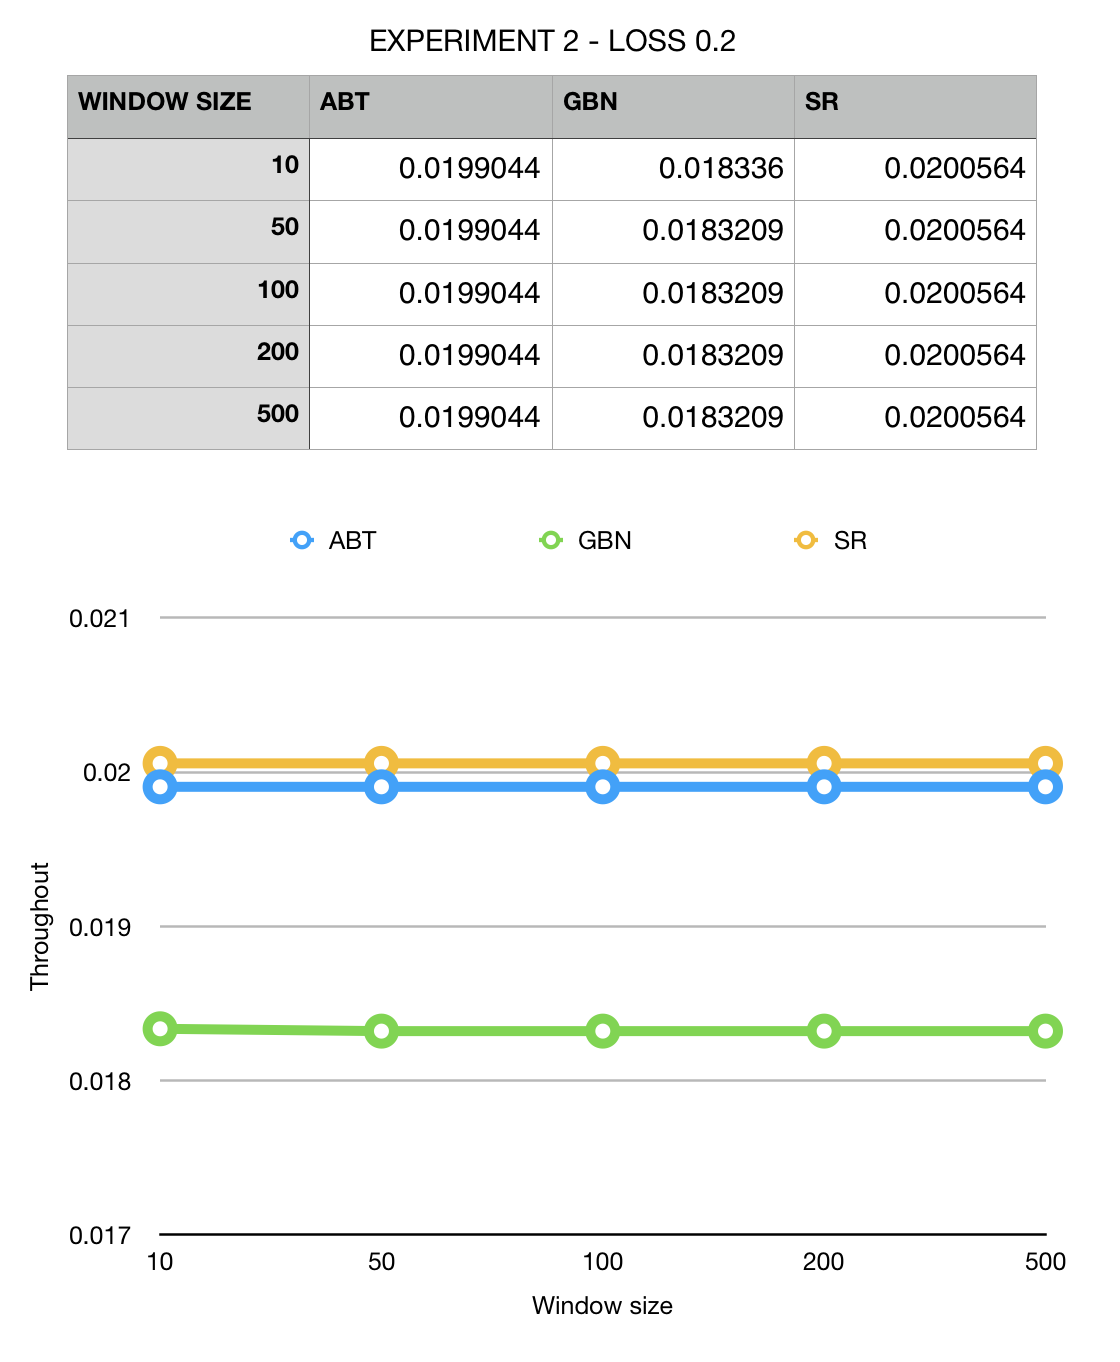 EXPERIMENT 2 - LOSS 0.2
WINDOW SIZE ABT GBN SR
10 0.0199044 0.018336 0.0200564
50 0.0199044 0.0183209 0.0200564
100 0.0199044 0.0183209 0.0200564
200 0.0199044 0.0183209 0.0200564
500 0.0199044 0.0183209 0.0200564
ABT GBN SR
0.021
0.02
0.019
0.018
0.017
Throughout
10 50 100 200 500
Window size